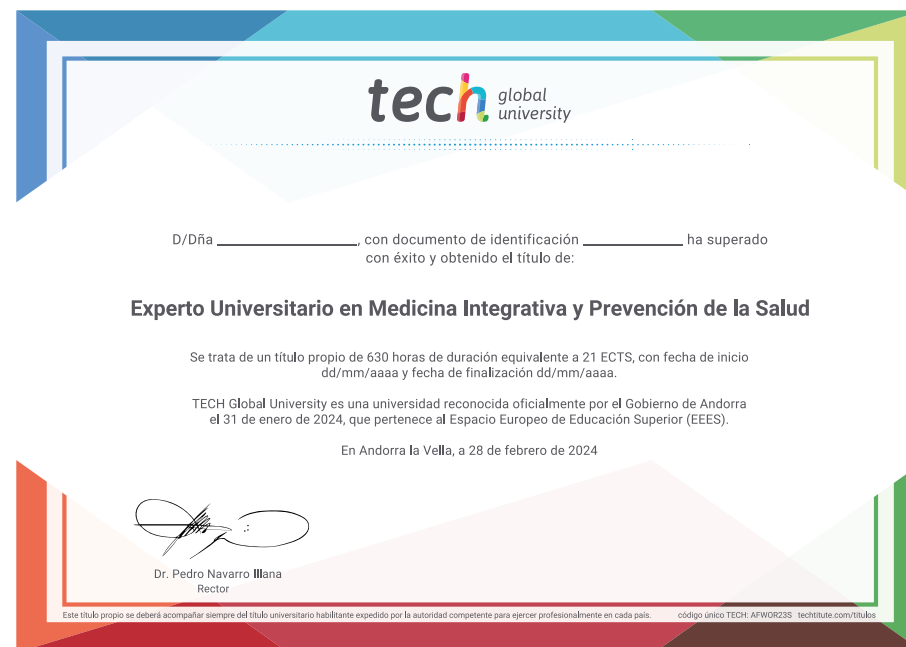 tech global university
D/Dña ______________, con documento de identificación __________ ha superado
con éxito y obtenido el título de:
Experto Universitario en Medicina Integrativa y Prevención de la Salud
Se trata de un título propio de 630 horas de duración equivalente a 21 ECTS, con fecha de inicio
dd/mm/aaaa y fecha de finalización dd/mm/aaaa.
TECH Global University es una universidad reconocida oficialmente por el Gobierno de Andorra
el 31 de enero de 2024, que pertenece al Espacio Europeo de Educación Superior (EEES).
En Andorra la Vella, a 28 de febrero de 2024
Dr. Pedro Navarro Illana
Rector
Este título propio se deberá acompañar siempre del título universitario habilitante expedido por la autoridad competente para ejercer profesionalmente en cada país. código único TECH: AFWOR23S techtitute.com/titulos